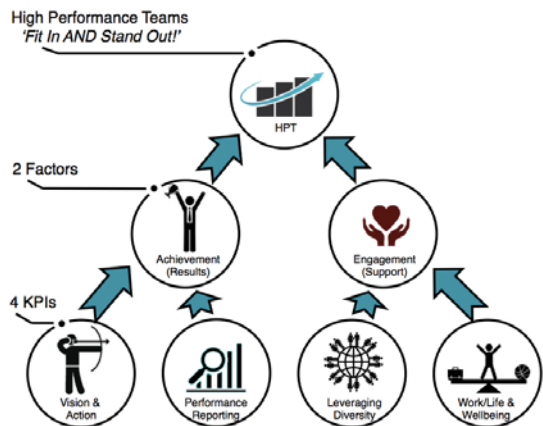 High Performance Teams
‘Fit In AND Stand Out!’
HPT
2 Factors
Achievement
(Results)
Engagement
(Support)
4 KPIs
Vision &
Action
Performance
Reporting
Leveraging
Diversity
Work/Life &
Wellbeing